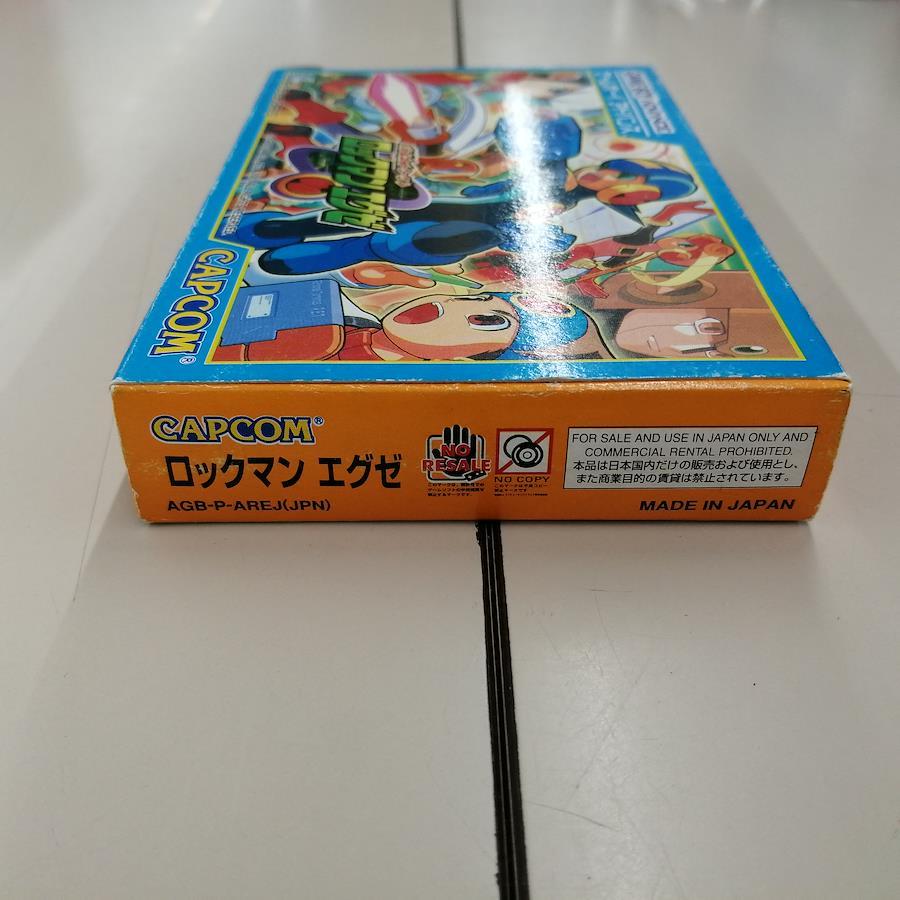 CAPCOM®
CAPCOM®
ロックマン エグゼ
AGB-P-AREJ(JPN)
NO
RESALE
NO COPY
FOR SALE AND USE IN JAPAN ONLY AND
COMMERCIAL RENTAL PROHIBITED.
本品は日本国内だけの販売および使用とし、
また商業目的の賃貸は禁止されています。
MADE IN JAPAN